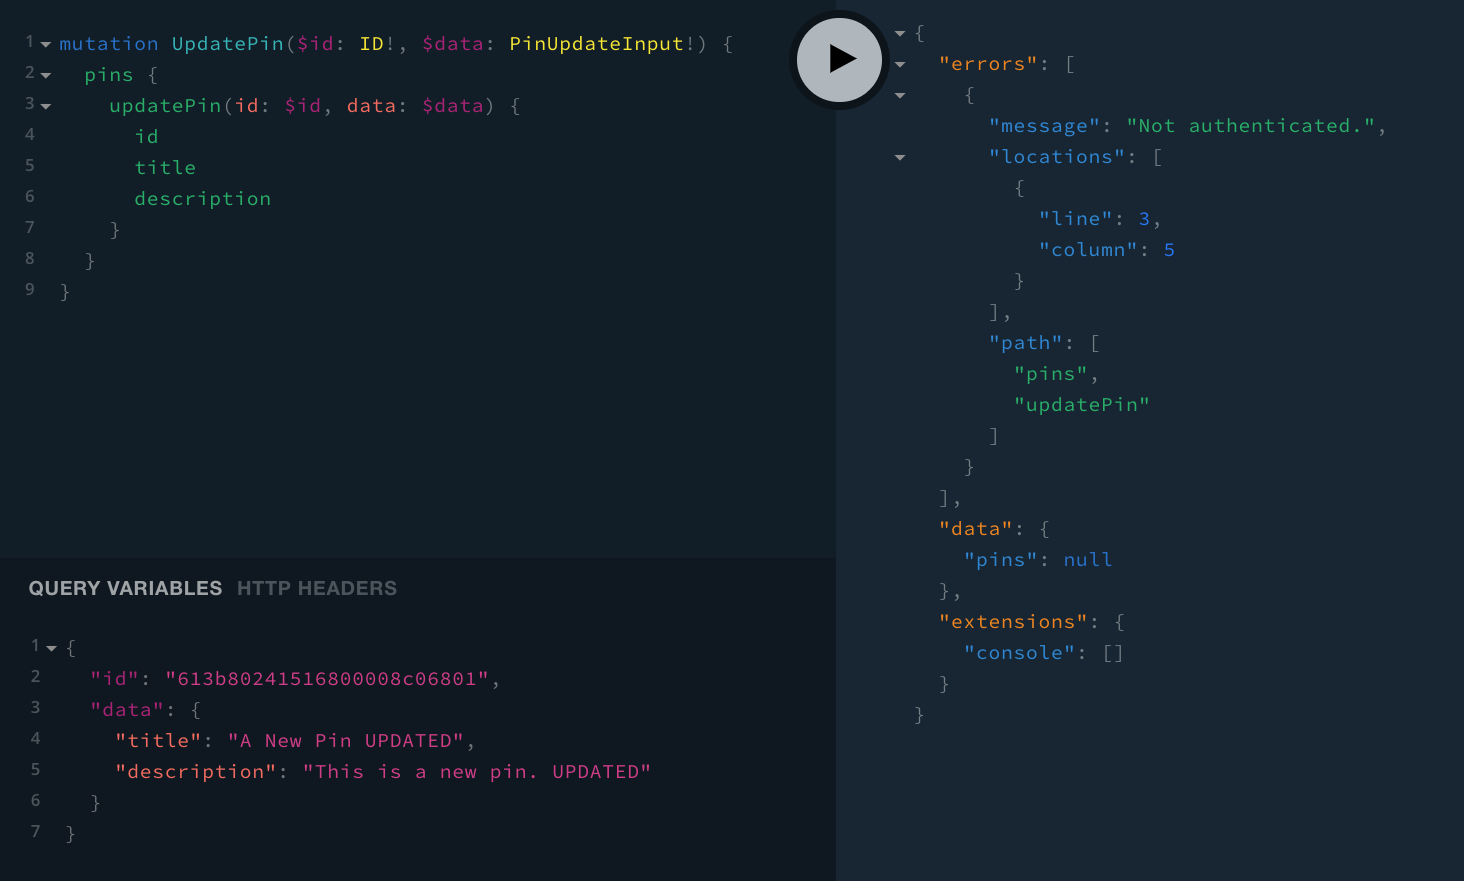 1 mutation UpdatePin($id: ID!, $data: PinUpdateInput!) {
2   pins {
3     updatePin(id: $id, data: $data) {
4       id
5       title
6       description
7     }
8   }
9 }
QUERY VARIABLES HTTP HEADERS
1 {
2   "id": "613b80241516800008c06801",
3   "data": {
4     "title": "A New Pin UPDATED",
5     "description": "This is a new pin. UPDATED"
6   }
7 }
{
  "errors": [
    {
      "message": "Not authenticated.",
      "locations": [
        {
          "line": 3,
          "column": 5
        }
      ],
      "path": [
        "pins",
        "updatePin"
      ]
    }
  ],
  "data": {
    "pins": null
  },
  "extensions": {
    "console": []
  }
}